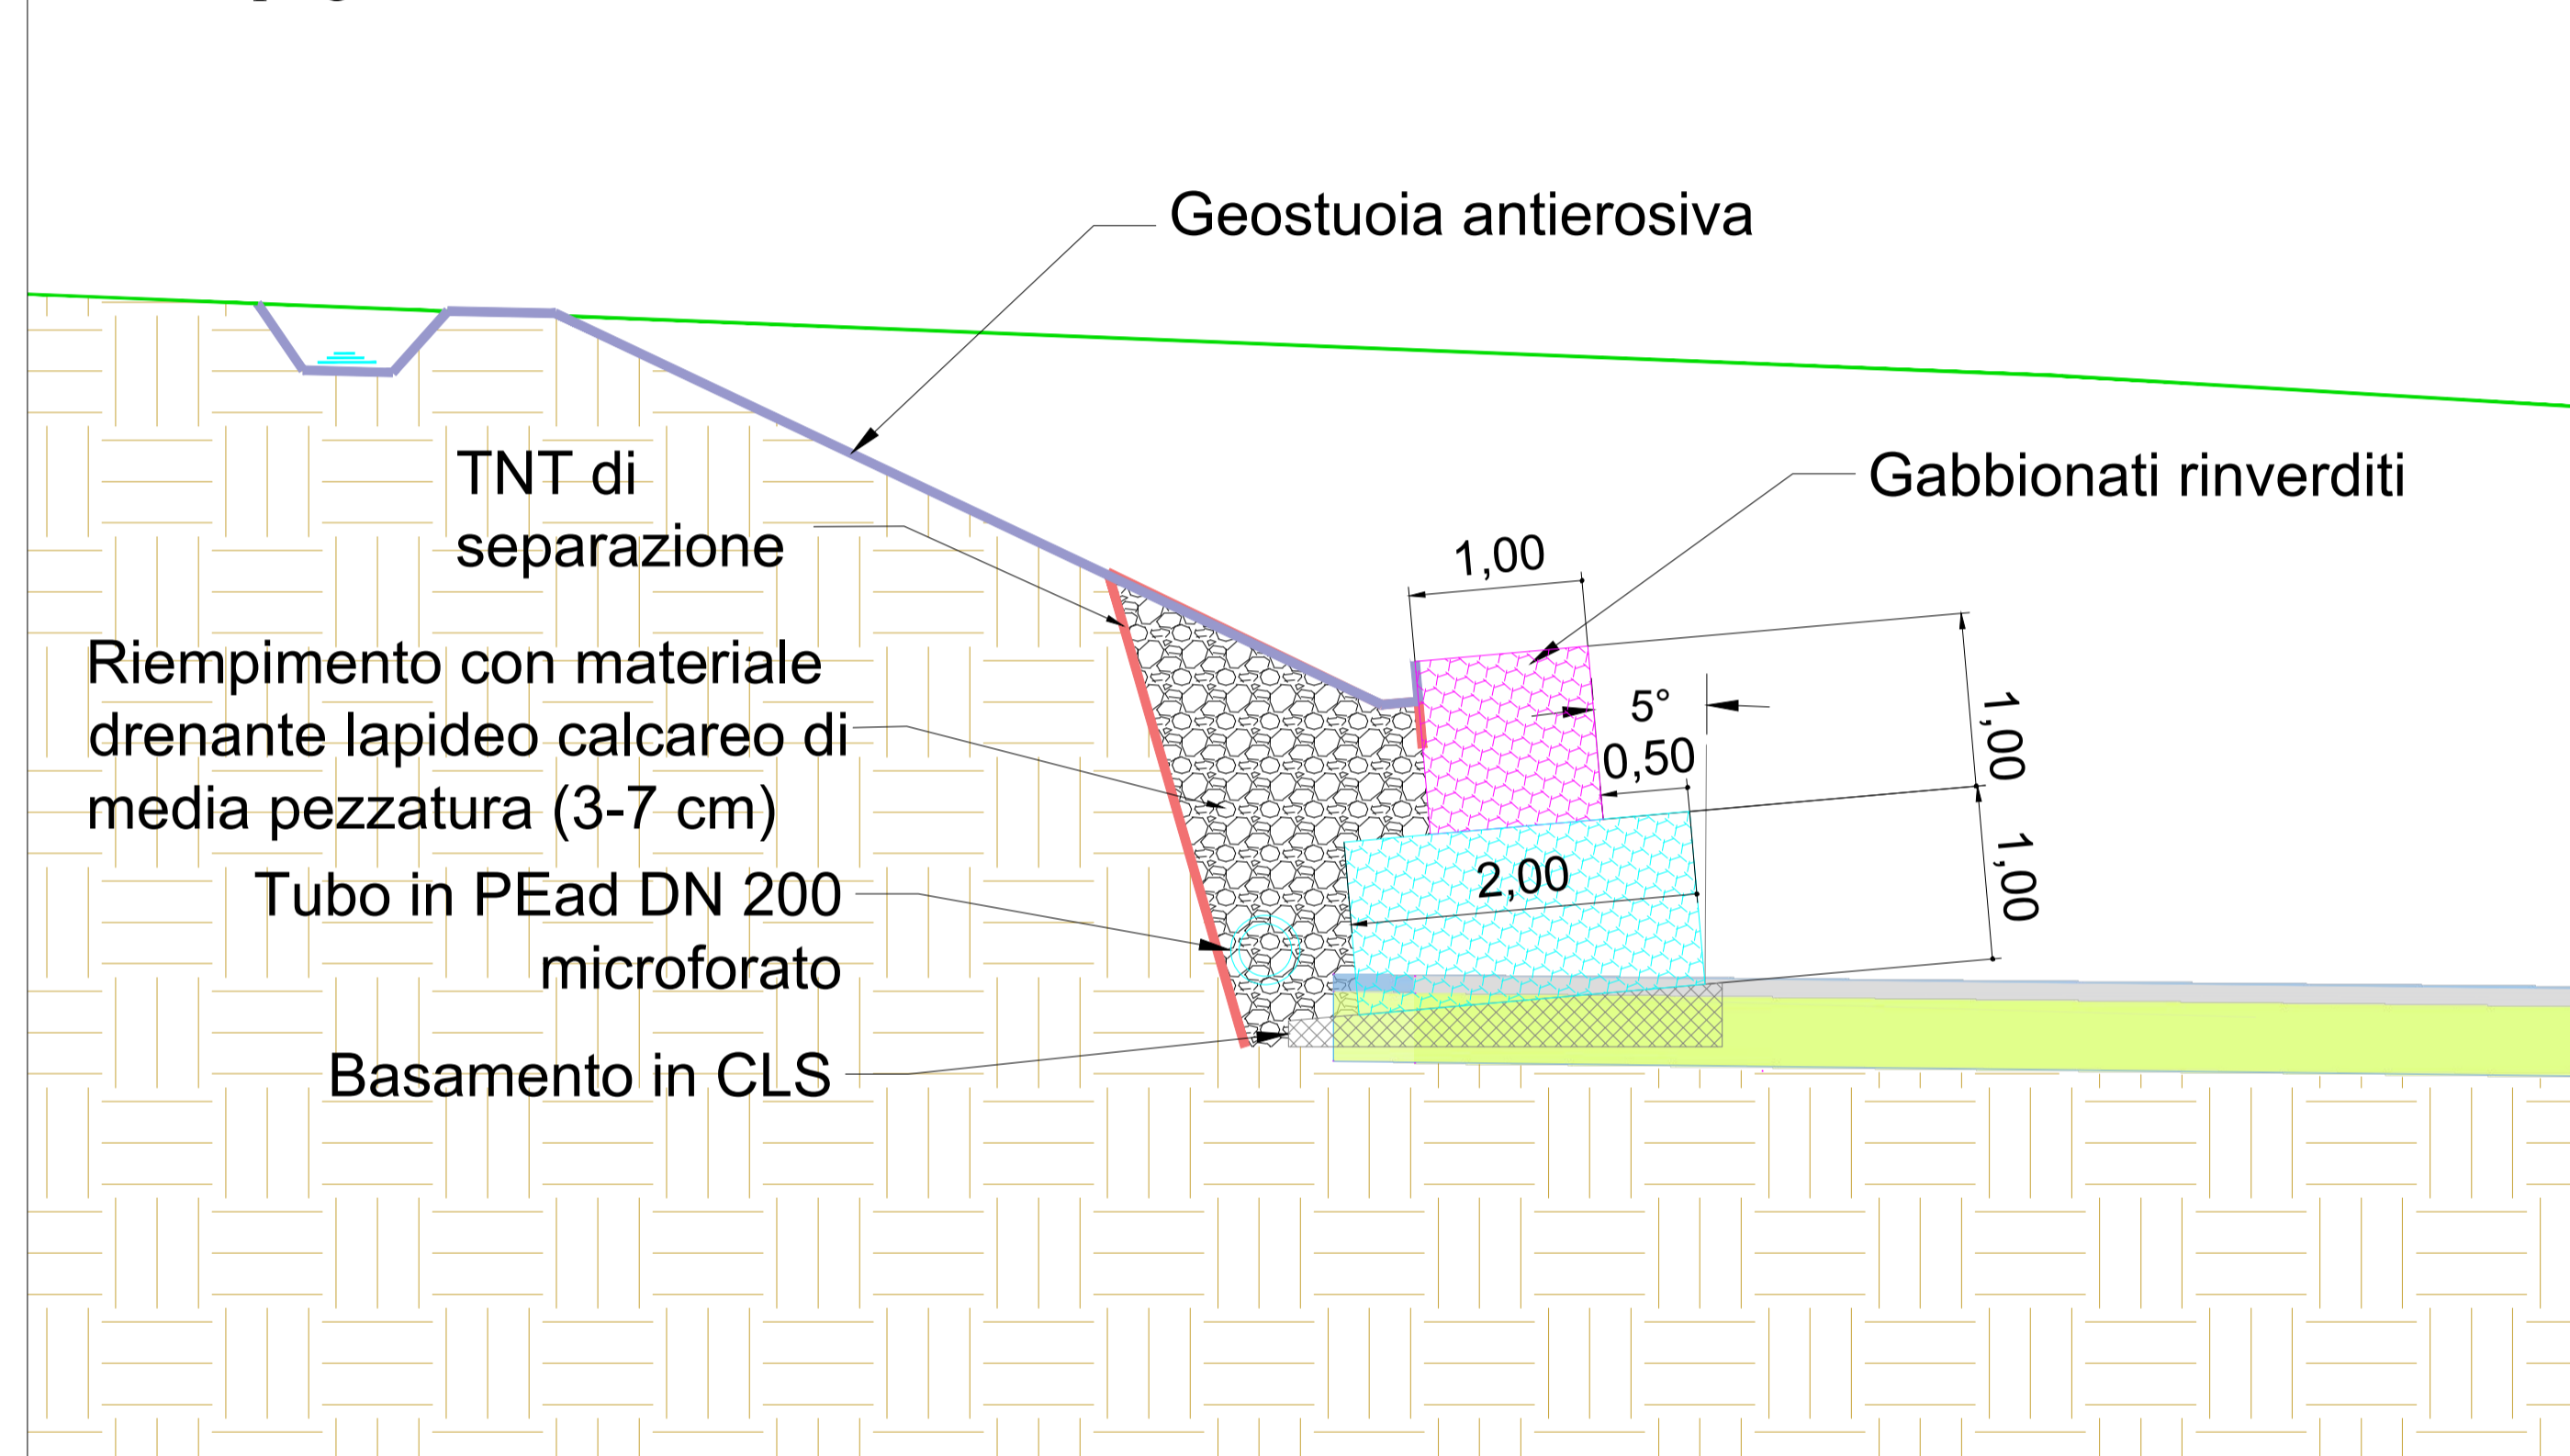 Geostuoia antierosiva
TNT di
separazione
Gabbionati rinverditi
1,00
Riempimento con materiale
drenante lapideo calcareo di
media pezzatura (3-7 cm)
5°
0,50
1,00
2,00
1,00
Tubo in PEad DN 200
microforato
Basamento in CLS